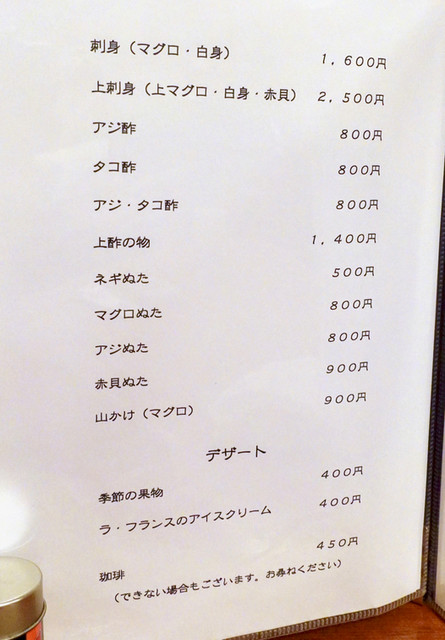 刺身（マグロ・白身） １，６００円
上刺身（上マグロ・白身・赤貝） ２，５００円
アジ酢 ８００円
タコ酢 ８００円
アジ・タコ酢 ８００円
上酢の物 １，４００円
ネギぬた ５００円
マグロぬた ８００円
アジぬた ８００円
赤貝ぬた ９００円
山かけ（マグロ） ９００円
デザート
季節の果物 ４００円
ラ・フランスのアイスクリーム ４００円
珈琲 ４５０円
（できない場合もございます。お尋ねください）